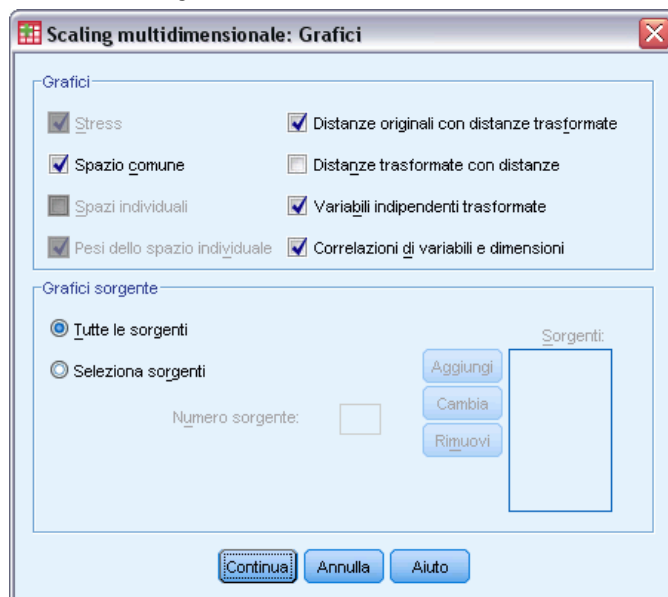 Scaling multidimensionale: Grafici
Grafici
Stress
Distanze originali con distanze trasformate
Spazio comune
Distanze trasformate con distanze
Spazi individuali
Variabili indipendenti trasformate
Pesi dello spazio individuale
Correlazioni di variabili e dimensioni
Grafici sorgente
Tutte le sorgenti
Seleziona sorgenti
Numero sorgente:
Sorgenti:
Aggiungi
Cambia
Rimuovi
Continua
Annulla
Aiuto